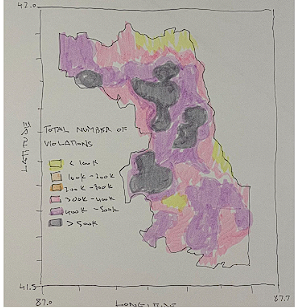 42.0
LATITUDE
TOTAL NUMBER OF
VIOLATIONS
< 100K
100K - 200K
200K - 300K
300K - 400K
400K - 500K
> 500K
41.5
87.0
87.7
LONGITUDE